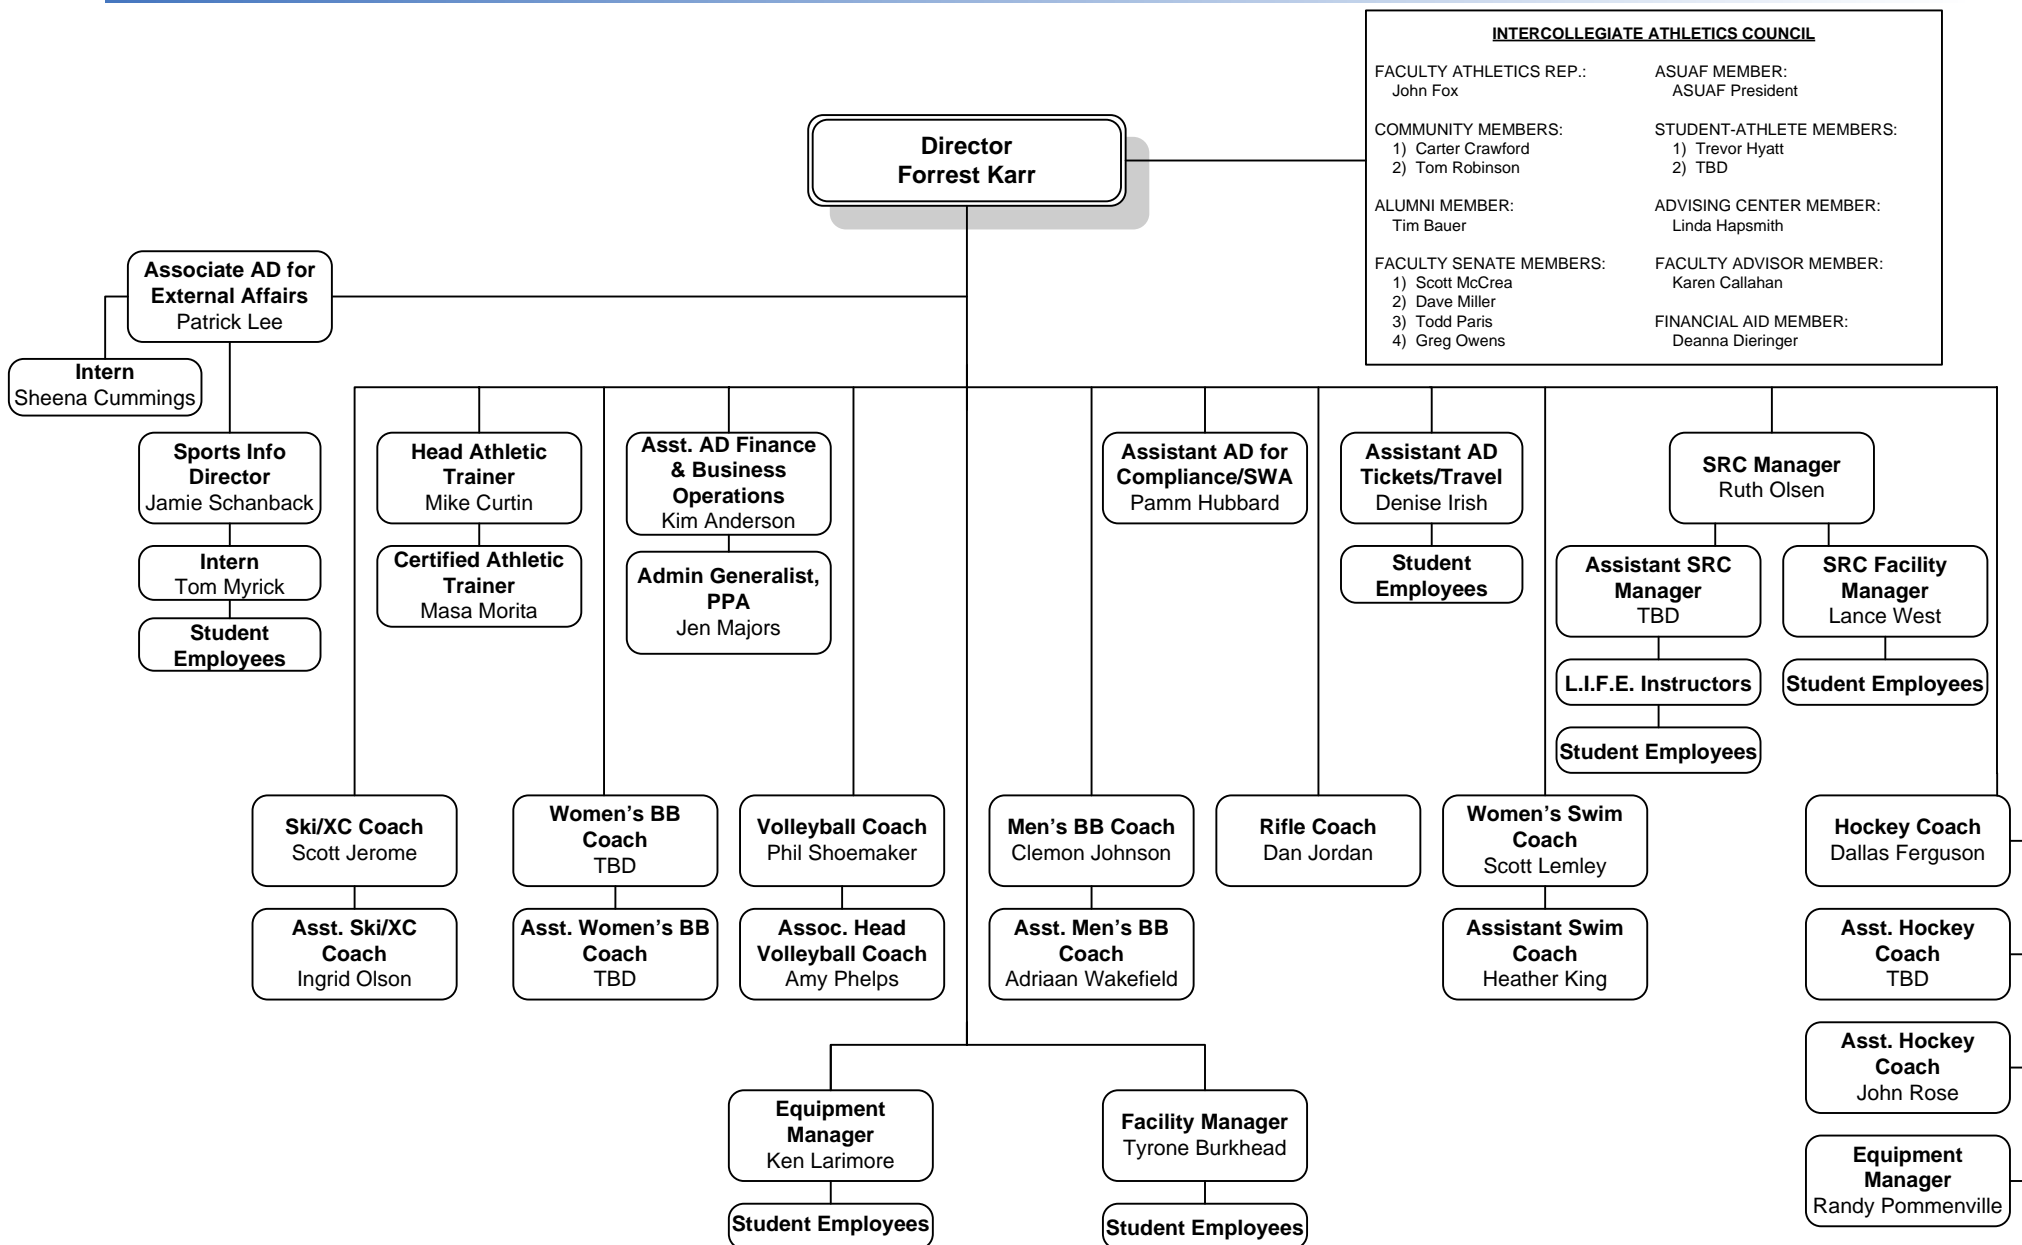 INTERCOLLEGIATE ATHLETICS COUNCIL
FACULTY ATHLETICS REP.:
John Fox
ASUAF MEMBER:
ASUAF President
COMMUNITY MEMBERS:
1) Carter Crawford
2) Tom Robinson
STUDENT-ATHLETE MEMBERS:
1) Trevor Hyatt
2) TBD
ALUMNI MEMBER:
Tim Bauer
ADVISING CENTER MEMBER:
Linda Hapsmith
FACULTY SENATE MEMBERS:
1) Scott McCrea
2) Dave Miller
3) Todd Paris
4) Greg Owens
FACULTY ADVISOR MEMBER:
Karen Callahan
FINANCIAL AID MEMBER:
Deanna Dieringer
Director
Forrest Karr
Associate AD for
External Affairs
Patrick Lee
Intern
Sheena Cummings
Sports Info
Director
Jamie Schanback
Intern
Tom Myrick
Student
Employees
Head Athletic
Trainer
Mike Curtin
Certified Athletic
Trainer
Masa Morita
Asst. AD Finance
& Business
Operations
Kim Anderson
Admin Generalist,
PPA
Jen Majors
Assistant AD for
Compliance/SWA
Pamm Hubbard
Assistant AD
Tickets/Travel
Denise Irish
Student
Employees
SRC Manager
Ruth Olsen
Assistant SRC
Manager
TBD
L.I.F.E. Instructors
Student Employees
SRC Facility
Manager
Lance West
Student Employees
Ski/XC Coach
Scott Jerome
Asst. Ski/XC
Coach
Ingrid Olson
Women's BB
Coach
TBD
Asst. Women's BB
Coach
TBD
Volleyball Coach
Phil Shoemaker
Assoc. Head
Volleyball Coach
Amy Phelps
Men's BB Coach
Clemon Johnson
Asst. Men's BB
Coach
Adriaan Wakefield
Rifle Coach
Dan Jordan
Women's Swim
Coach
Scott Lemley
Assistant Swim
Coach
Heather King
Hockey Coach
Dallas Ferguson
Asst. Hockey
Coach
TBD
Asst. Hockey
Coach
John Rose
Equipment
Manager
Randy Pommenville
Equipment
Manager
Ken Larimore
Student Employees
Facility Manager
Tyrone Burkhead
Student Employees